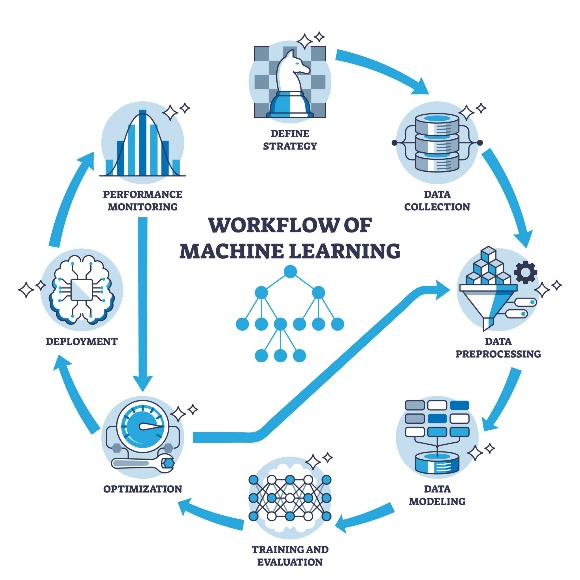 WORKFLOW OF
MACHINE LEARNING
DEFINE
STRATEGY
DATA
COLLECTION
DATA
PREPROCESSING
DATA
MODELING
TRAINING AND
EVALUATION
OPTIMIZATION
DEPLOYMENT
PERFORMANCE
MONITORING